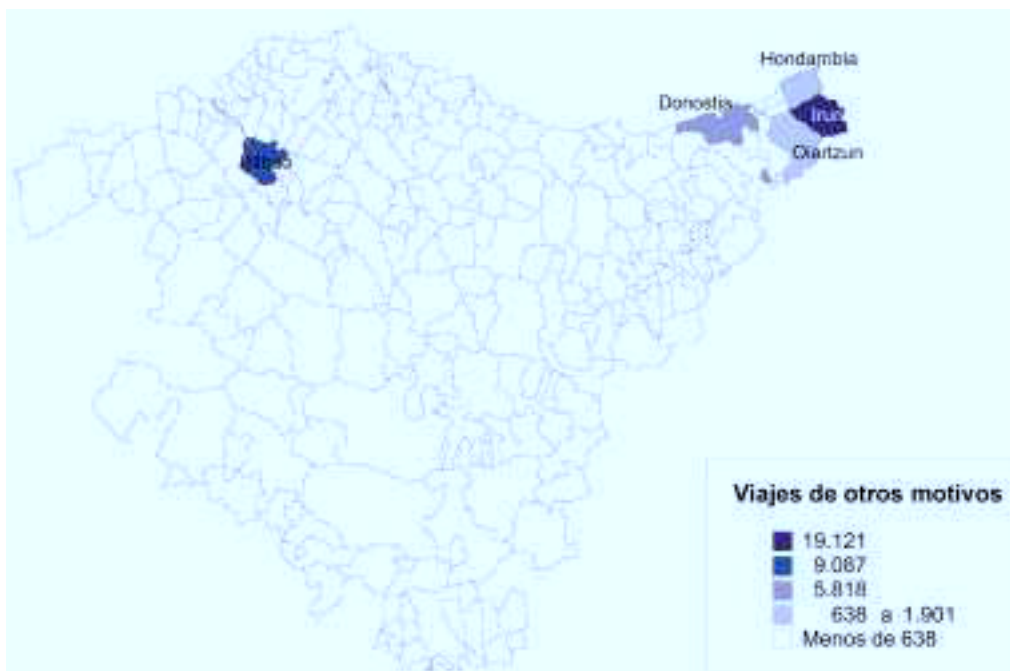 Hondarribia
Donostia
Irun
Oiartzun
Viajes de otros motivos
19.121
9.087
5.818
638 a 1.901
Menos de 638